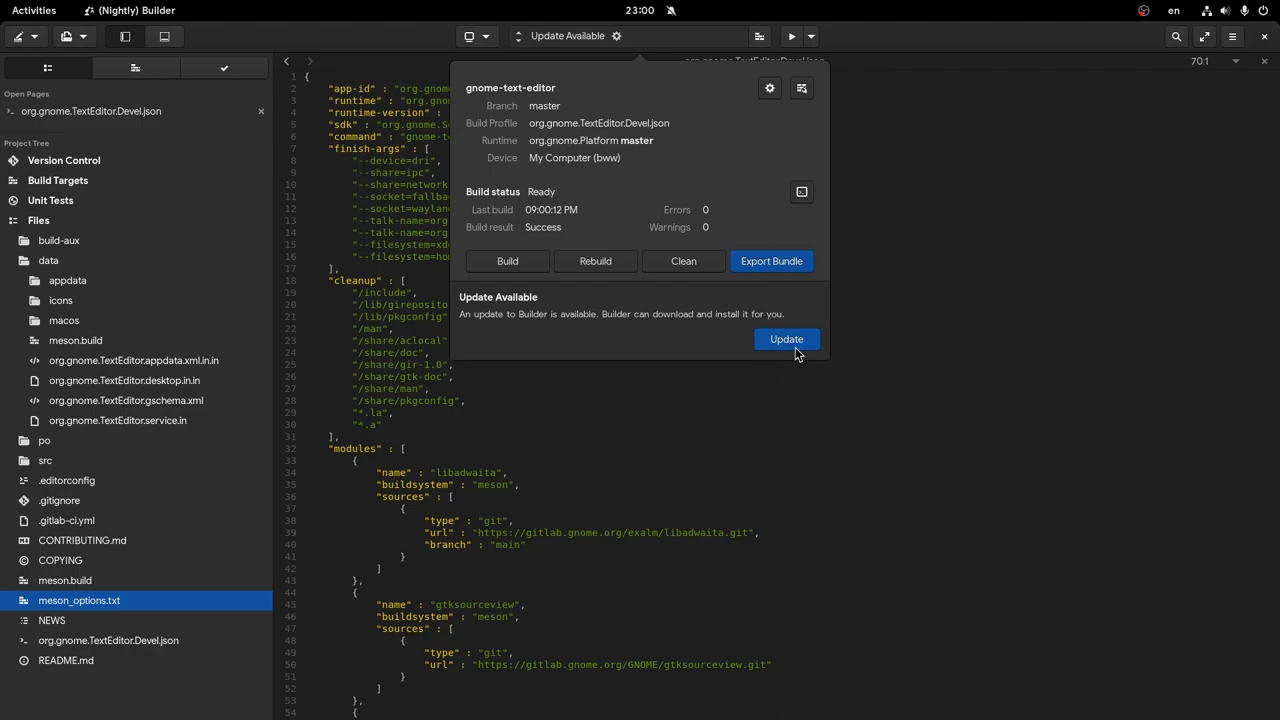 Activities
(Nightly) Builder
23:00
en
Update Available
Open Pages
org.gnome.TextEditor.Devel.json
Project Tree
Version Control
Build Targets
Unit Tests
Files
build-aux
data
appdata
icons
macos
meson.build
org.gnome.TextEditor.appdata.xml.in.in
org.gnome.TextEditor.desktop.in.in
org.gnome.TextEditor.gschema.xml
org.gnome.TextEditor.service.in
po
src
.editorconfig
.gitignore
.gitlab-ci.yml
CONTRIBUTING.md
COPYING
meson.build
meson_options.txt
NEWS
org.gnome.TextEditor.Devel.json
README.md
70:1
1 {
2 "app-id" : "org.gnom
3 "runtime" : "org.gno
4 "runtime-version" :
5 "sdk" : "org.gnome.S
6 "command" : "gnome-t
7 "finish-args" : [
8 "--device=dri",
9 "--share=ipc",
10 "--share=network
11 "--socket=fallba
12 "--socket=waylan
13 "--talk-name=org
14 "--talk-name=org
15 "--filesystem=xd
16 "--filesystem=ho
17 ],
18 "cleanup" : [
19 "/include",
20 "/lib/gireposito
21 "/lib/pkgconfig"
22 "/man",
23 "/share/aclocal"
24 "/share/doc",
25 "/share/gir-1.0",
26 "/share/gtk-doc",
27 "/share/man",
28 "/share/pkgconfig",
29 "*.la",
30 "*.a"
31 ],
32 "modules" : [
33 {
34 "name" : "libadwaita",
35 "buildsystem" : "meson",
36 "sources" : [
37 {
38 "type" : "git",
39 "url" : "https://gitlab.gnome.org/exalm/libadwaita.git",
40 "branch" : "main"
41 }
42 ]
43 },
44 {
45 "name" : "gtksourceview",
46 "buildsystem" : "meson",
47 "sources" : [
48 {
49 "type" : "git",
50 "url" : "https://gitlab.gnome.org/GNOME/gtksourceview.git"
51 }
52 ]
53 },
54 {
gnome-text-editor
Branch master
Build Profile org.gnome.TextEditor.Devel.json
Runtime org.gnome.Platform master
Device My Computer (bww)
Build status Ready
Last build 09:00:12 PM Errors 0
Build result Success Warnings 0
Build Rebuild Clean Export Bundle
Update Available
An update to Builder is available. Builder can download and install it for you.
Update